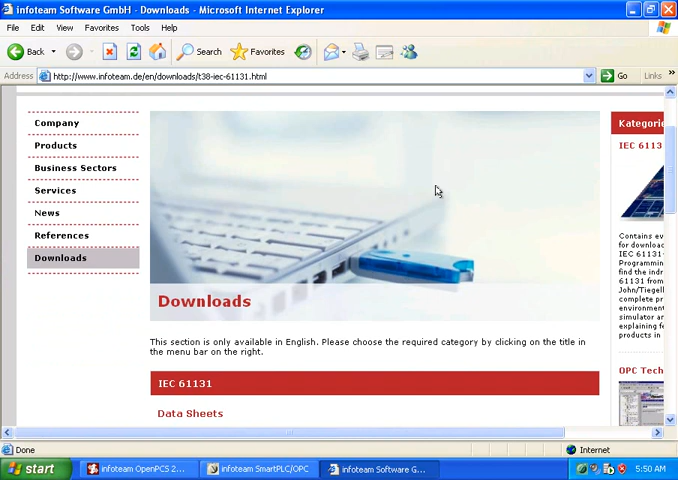 infoteam Software GmbH - Downloads - Microsoft Internet Explorer
File Edit View Favorites Tools Help
Back Search Favorites
Address http://www.infoteam.de/en/downloads/t38-iec-61131.html Go Links »
Company
Products
Business Sectors
Services
News
References
Downloads
Downloads
This section is only available in English. Please choose the required category by clicking on the title in
the menu bar on the right.
IEC 61131
Data Sheets
Kategorie
IEC 6113
Contains ev
for downloa
IEC 61131
Programmin
find the indr
61131 from
John/Tiegel
complete pr
environment
simulator an
explaining fe
products in
OPC Tech
Done Internet
start infoteam OpenPCS 2... infoteam SmartPLC/OPC infoteam Software G... 5:50 AM